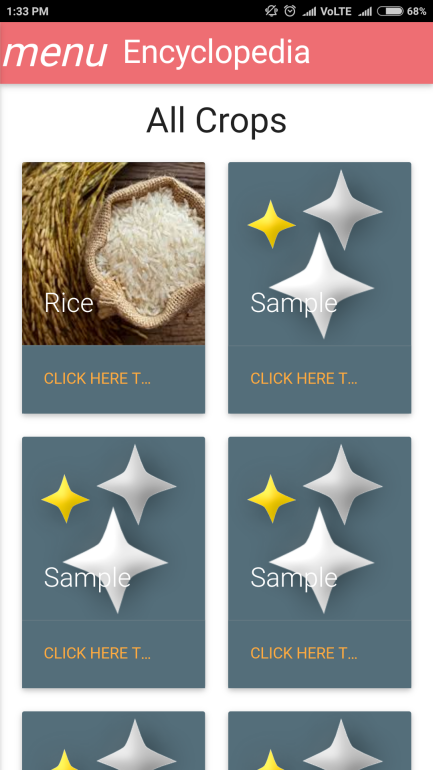 1:33 PM VoLTE 68%
menu Encyclopedia
All Crops
Rice
Sample
CLICK HERE T...
CLICK HERE T...
Sample
Sample
CLICK HERE T...
CLICK HERE T...